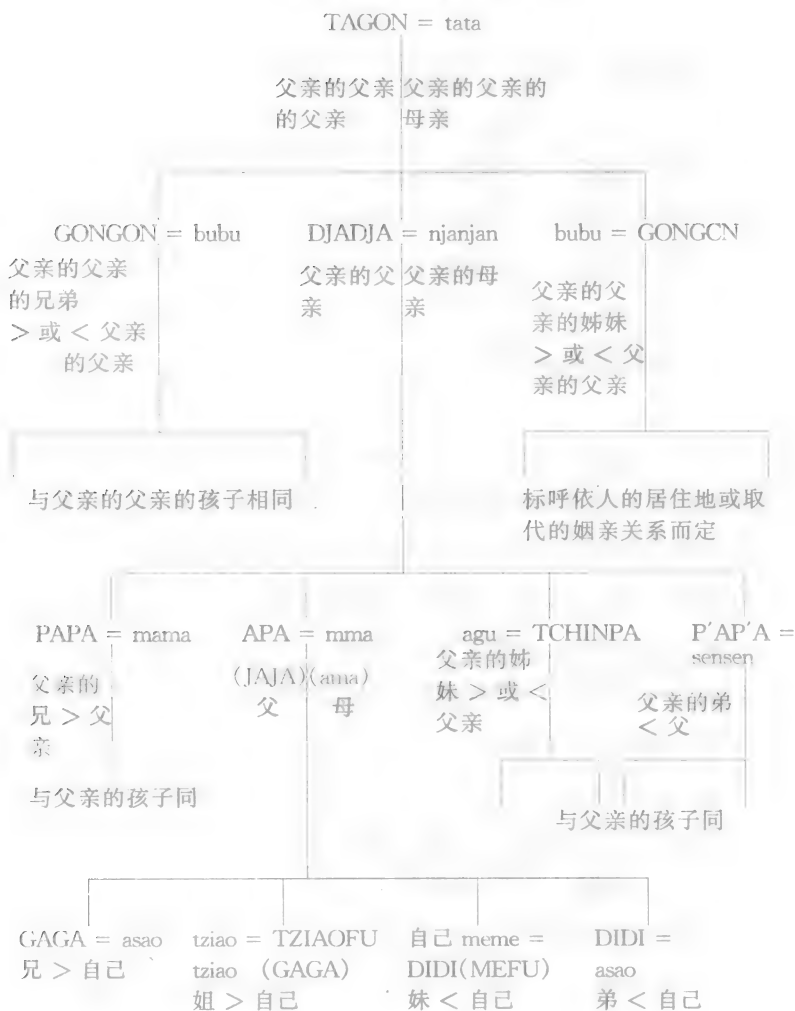 TAGON = tata
父亲的父亲 父亲的父亲的
的父亲 母亲
GONGON = bubu
父亲的父亲
的兄弟
> 或 < 父亲
的父亲
DJADJA = njanjan
父亲的父 父亲的母
亲 亲
bubu = GONGCN
父亲的父
亲的姊妹
> 或 < 父
亲的父亲
与父亲的父亲的孩子相同
标呼依人的居住地或取
代的姻亲关系而定
PAPA = mama
父亲的
兄 > 父
亲
与父亲的孩子同
APA = mma
(JAJA)(ama)
父 母
agu = TCHINPA
父亲的姊
妹 > 或 <
父亲
P'AP'A =
sensen
父亲的弟
< 父
与父亲的孩子同
GAGA = asao
兄 > 自己
tziao = TZIAOFU
tziao (GAGA)
姐 > 自己
自己 meme =
DIDI(MEFU)
妹 < 自己
DIDI =
asao
弟 < 自己